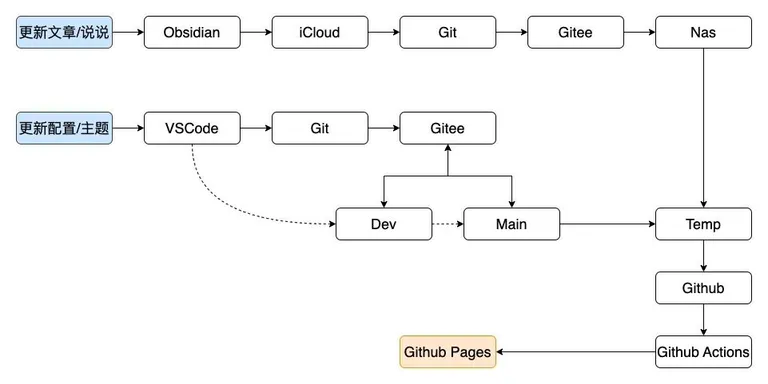 更新文章/说说
Obsidian
iCloud
Git
Gitee
Nas
更新配置/主题
VSCode
Git
Gitee
Dev
Main
Temp
Github
Github Pages
Github Actions